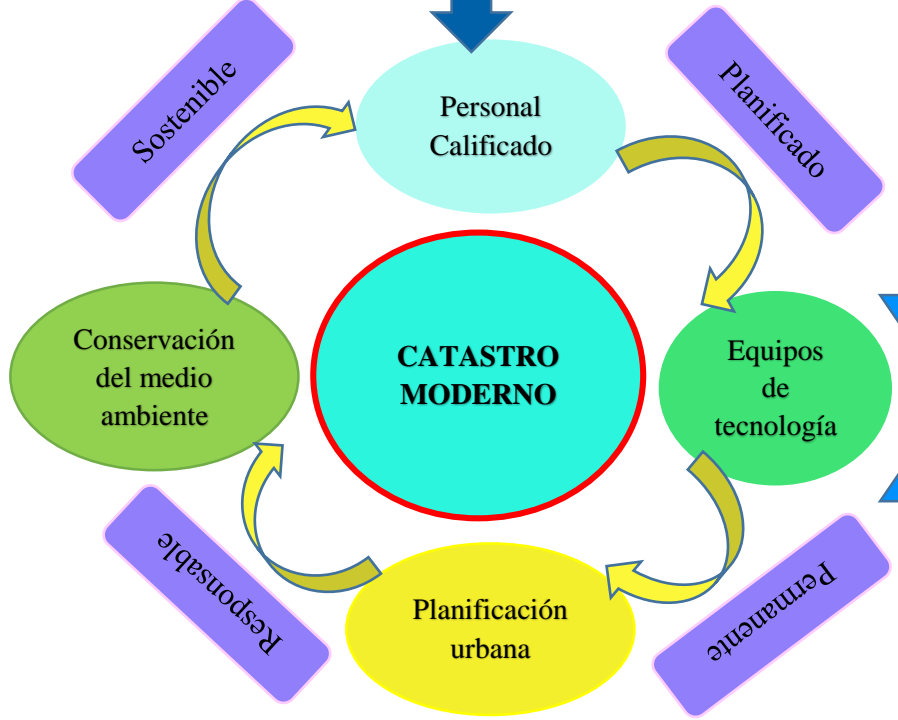 Sostenible
Personal
Calificado
Planificado
Conservación
del medio
ambiente
CATASTRO
MODERNO
Equipos
de
tecnología
Responsable
Planificación
urbana
Permanente